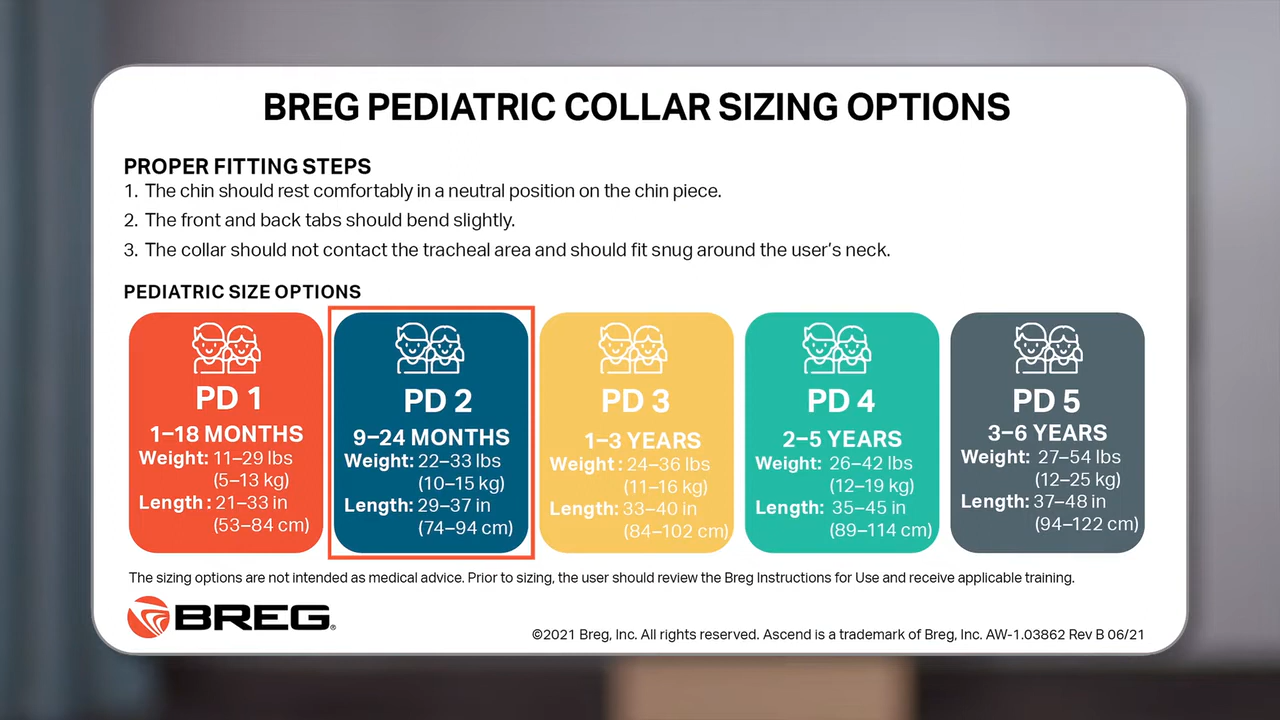 BREG PEDIATRIC COLLAR SIZING OPTIONS
PROPER FITTING STEPS
1. The chin should rest comfortably in a neutral position on the chin piece.
2. The front and back tabs should bend slightly.
3. The collar should not contact the tracheal area and should fit snug around the user's neck.
PEDIATRIC SIZE OPTIONS
PD 1
1–18 MONTHS
Weight: 11–29 lbs
(5–13 kg)
Length: 21–33 in
(53–84 cm)
PD 2
9–24 MONTHS
Weight: 22–33 lbs
(10–15 kg)
Length: 29–37 in
(74–94 cm)
PD 3
1–3 YEARS
Weight: 24–36 lbs
(11–16 kg)
Length: 33–40 in
(84–102 cm)
PD 4
2–5 YEARS
Weight: 26–42 lbs
(12–19 kg)
Length: 35–45 in
(89–114 cm)
PD 5
3–6 YEARS
Weight: 27–54 lbs
(12–25 kg)
Length: 37–48 in
(94–122 cm)
The sizing options are not intended as medical advice. Prior to sizing, the user should review the Breg Instructions for Use and receive applicable training.
BREG®
©2021 Breg, Inc. All rights reserved. Ascend is a trademark of Breg, Inc. AW-1.03862 Rev B 06/21